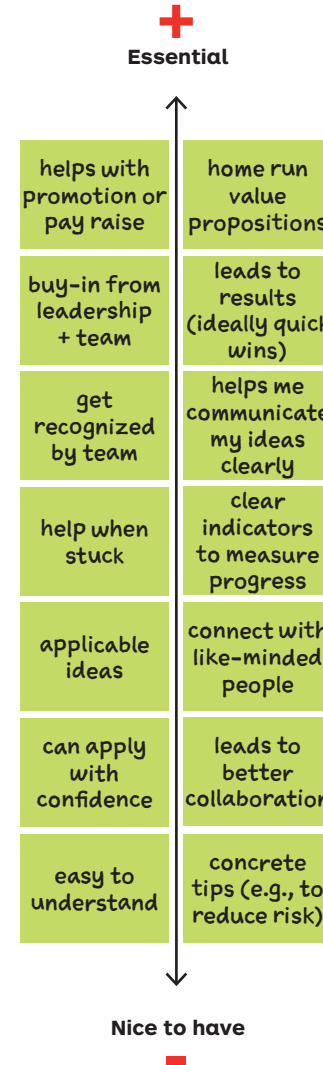 +
Essential
helps with
promotion or
pay raise
home run
value
propositions
buy-in from
leadership
+ team
leads to
results
(ideally quick
wins)
get
recognized
by team
helps me
communicate
my ideas
clearly
help when
stuck
clear
indicators
to measure
progress
applicable
ideas
connect with
like-minded
people
can apply
with
confidence
leads to
better
collaboration
easy to
understand
concrete
tips (e.g., to
reduce risk)
Nice to have
-